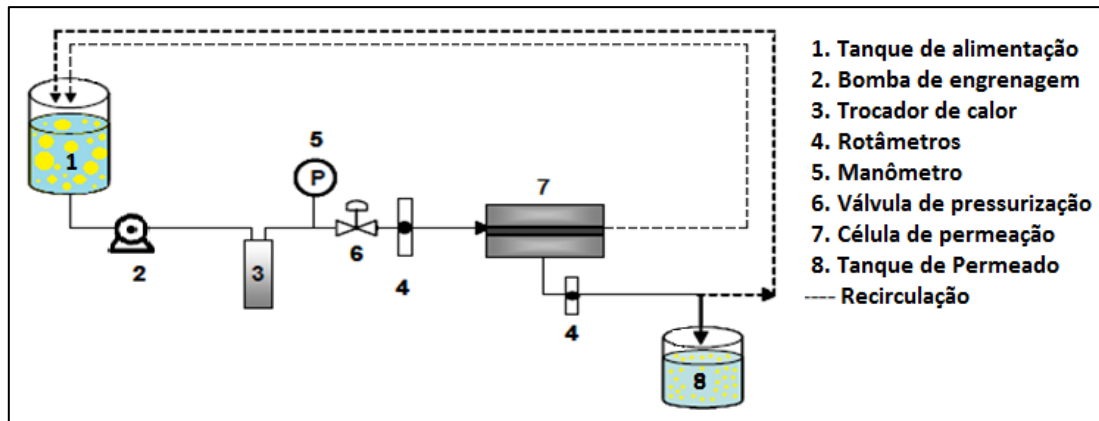 1
2
3
5
P
6
4
7
4
8
1. Tanque de alimentação
2. Bomba de engrenagem
3. Trocador de calor
4. Rotâmetros
5. Manômetro
6. Válvula de pressurização
7. Célula de permeação
8. Tanque de Permeado
---- Recirculação